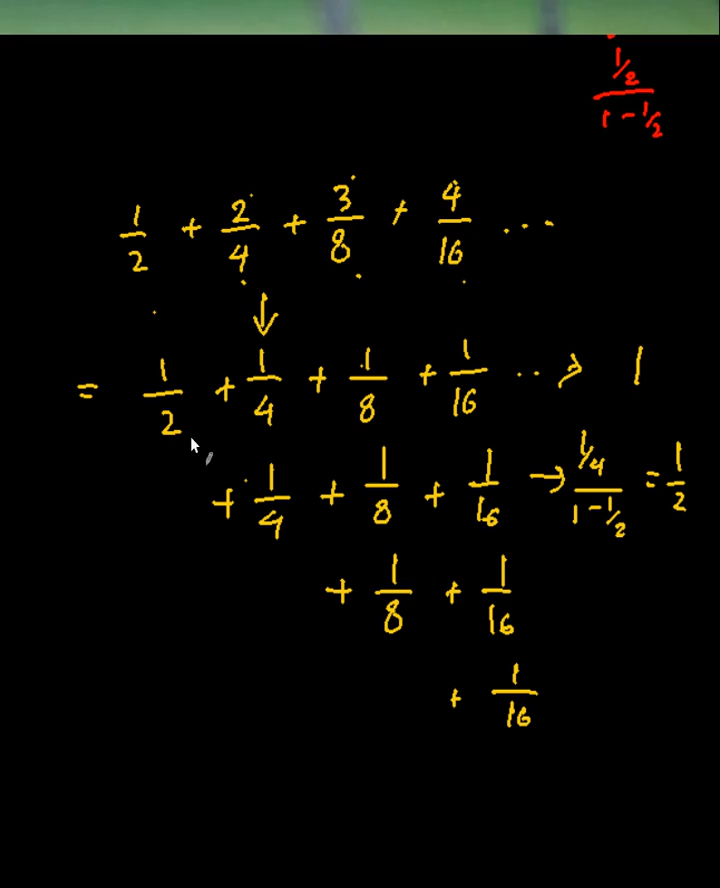 1/2
1 - 1/2
1/2 + 2/4 + 3/8 + 4/16 ...
↓
= 1/2 + 1/4 + 1/8 + 1/16 ..→ 1
+ 1/4 + 1/8 + 1/16 → 1/4 / 1-1/2 = 1/2
+ 1/8 + 1/16
+ 1/16